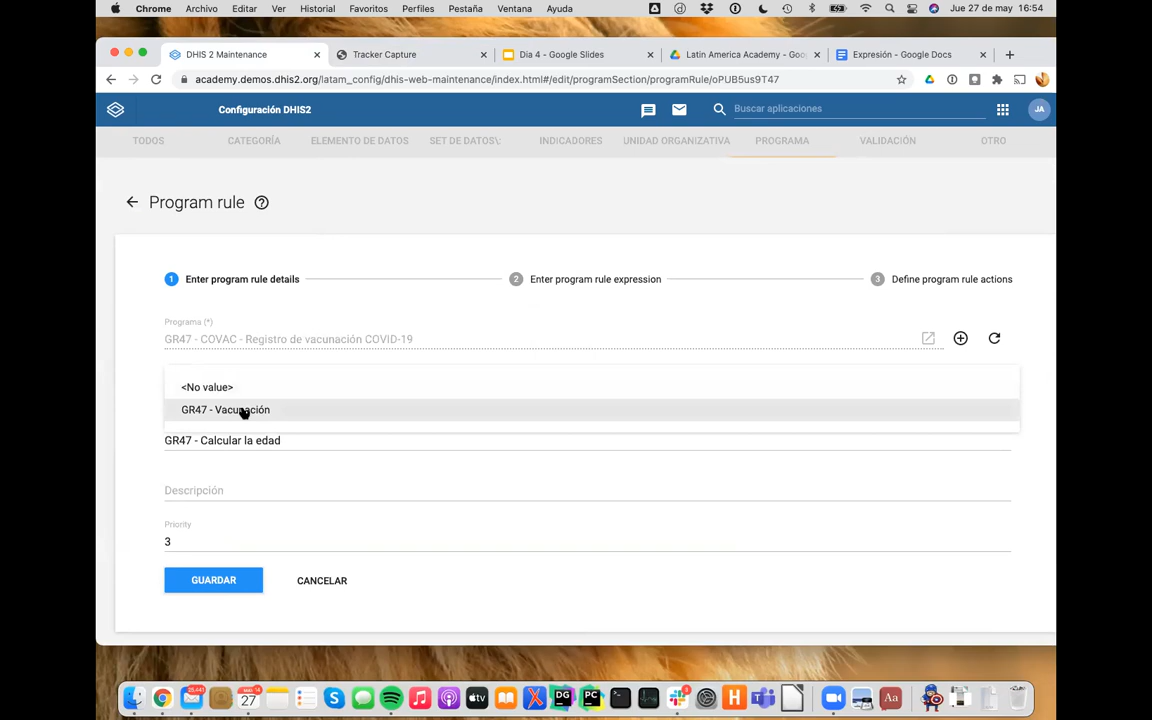 Chrome Archivo Editar Ver Historial Favoritos Perfiles Pestaña Ventana Ayuda Jue 27 de may 16:54
DHIS 2 Maintenance Tracker Capture Día 4 - Google Slides Latin America Academy - Goo Expresión - Google Docs
academy.demos.dhis2.org/latam_config/dhis-web-maintenance/index.html#/edit/programSection/programRule/oPUB5us9T47
Configuración DHIS2 Buscar aplicaciones JA
TODOS CATEGORÍA ELEMENTO DE DATOS SET DE DATOS\: INDICADORES UNIDAD ORGANIZATIVA PROGRAMA VALIDACIÓN OTRO
Program rule
1 Enter program rule details 2 Enter program rule expression 3 Define program rule actions
Programa (*)
GR47 - COVAC - Registro de vacunación COVID-19
<No value>
GR47 - Vacunación
GR47 - Calcular la edad
Descripción
Priority
3
GUARDAR CANCELAR